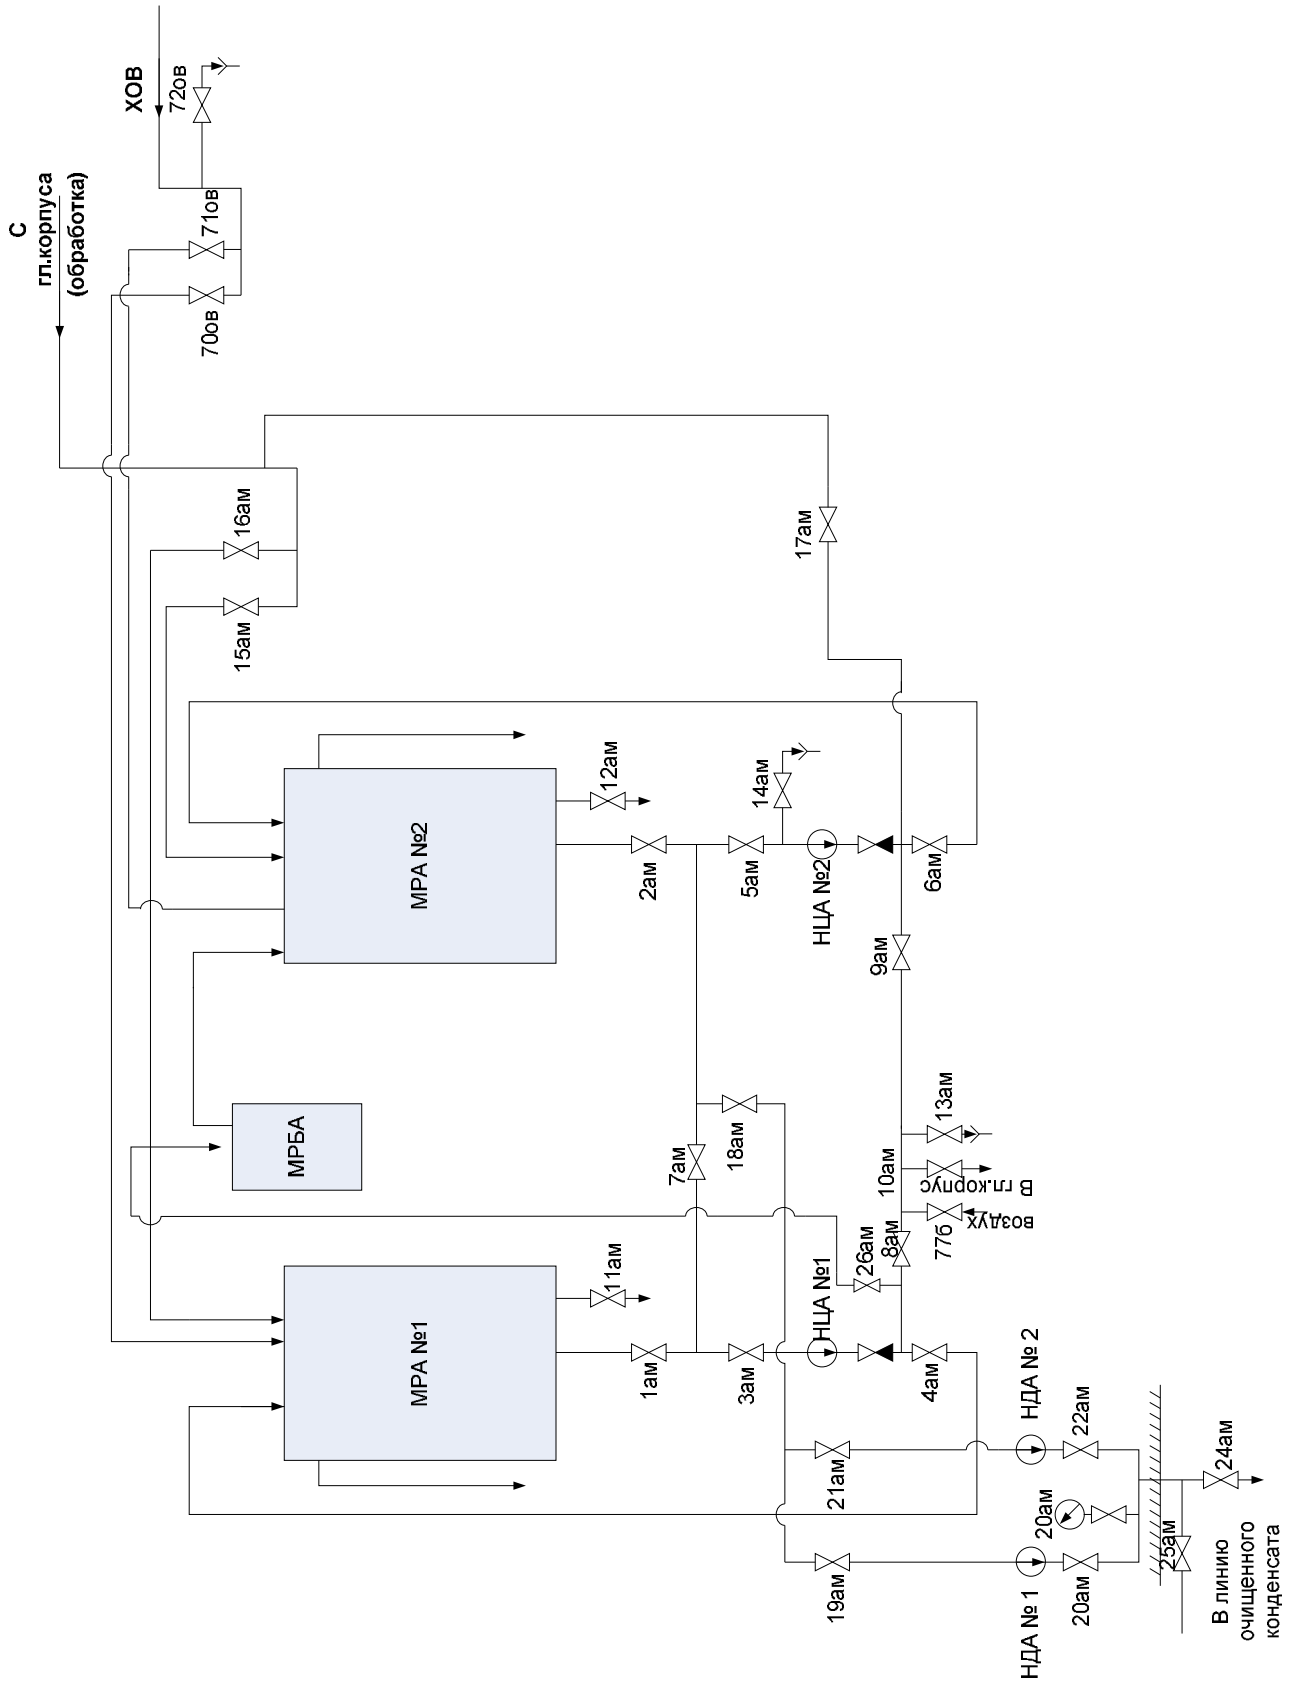 С
гл.корпуса
(обработка)
ХОВ
72ов
71ов
70ов
16ам
15ам
17ам
МРА №2
12ам
2ам
14ам
5ам
НЦА №2
6ам
9ам
МРБА
7ам
18ам
13ам
10ам
В гл.корпус
воздух
77б
8ам
26ам
МРА №1
11ам
1ам
3ам
НЦА №1
4ам
21ам
НДА № 2
22ам
20ам
19ам
НДА № 1
20ам
25ам
24ам
В линию
очищенного
конденсата